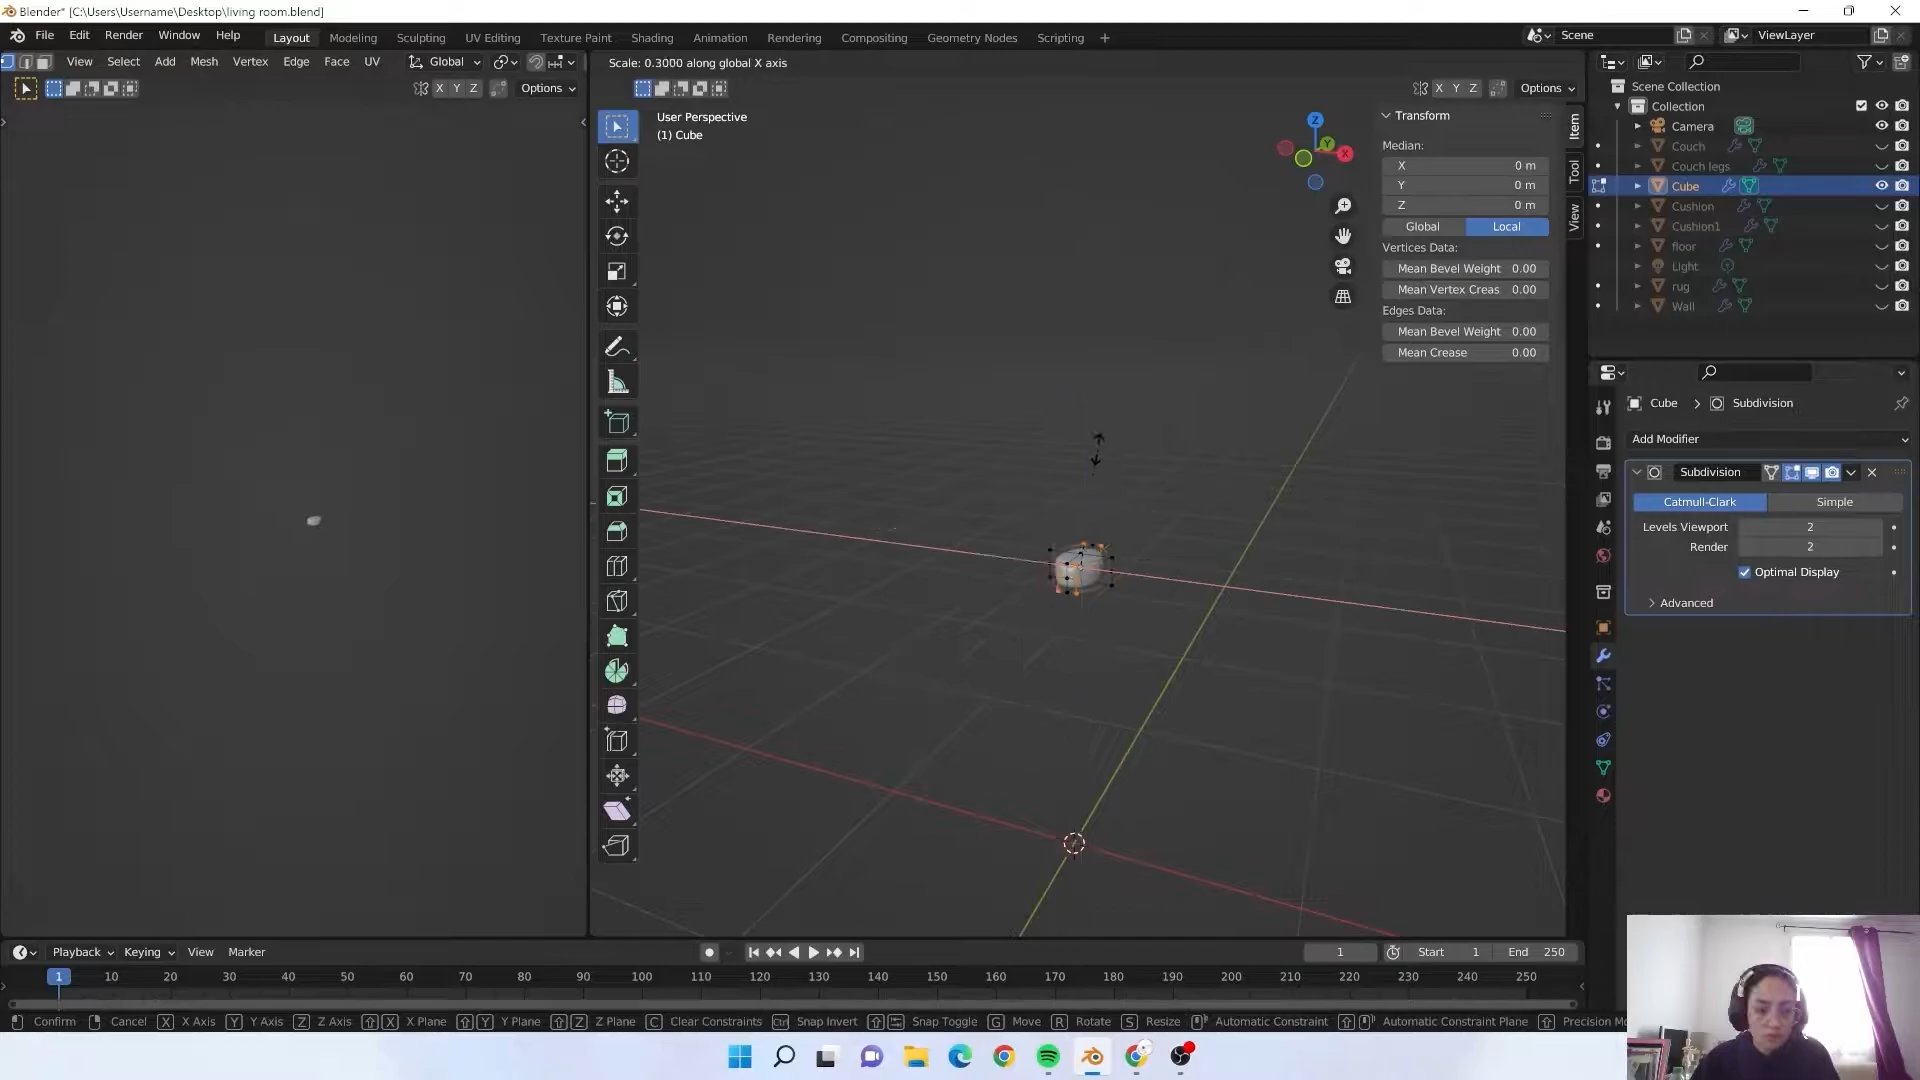 Blender* [C:\Users\Username\Desktop\living room.blend]
File Edit Render Window Help Layout Modeling Sculpting UV Editing Texture Paint Shading Animation Rendering Compositing Geometry Nodes Scripting + Scene ViewLayer
View Select Add Mesh Vertex Edge Face UV Global Scale: 0.3000 along global X axis
X Y Z Options X Y Z Options
User Perspective
(1) Cube
Z
Y
X
Transform
Median:
X 0 m
Y 0 m
Z 0 m
Global Local
Vertices Data:
Mean Bevel Weight 0.00
Mean Vertex Creas 0.00
Edges Data:
Mean Bevel Weight 0.00
Mean Crease 0.00
Item
Tool
View
Scene Collection
Collection
Camera
Couch
Couch legs
Cube
Cushion
Cushion1
floor
Light
rug
Wall
Cube > Subdivision
Add Modifier
Subdivision
Catmull-Clark Simple
Levels Viewport 2
Render 2
Optimal Display
Advanced
Playback Keying View Marker 1 Start 1 End 250
1 10 20 30 40 50 60 70 80 90 100 110 120 130 140 150 160 170 180 190 200 210 220 230 240 250
Confirm Cancel X X Axis Y Y Axis Z Z Axis X X Plane Y Y Plane Z Z Plane C Clear Constraints Ctrl Snap Invert Snap Toggle G Move R Rotate S Resize Automatic Constraint Automatic Constraint Plane Precision Mo